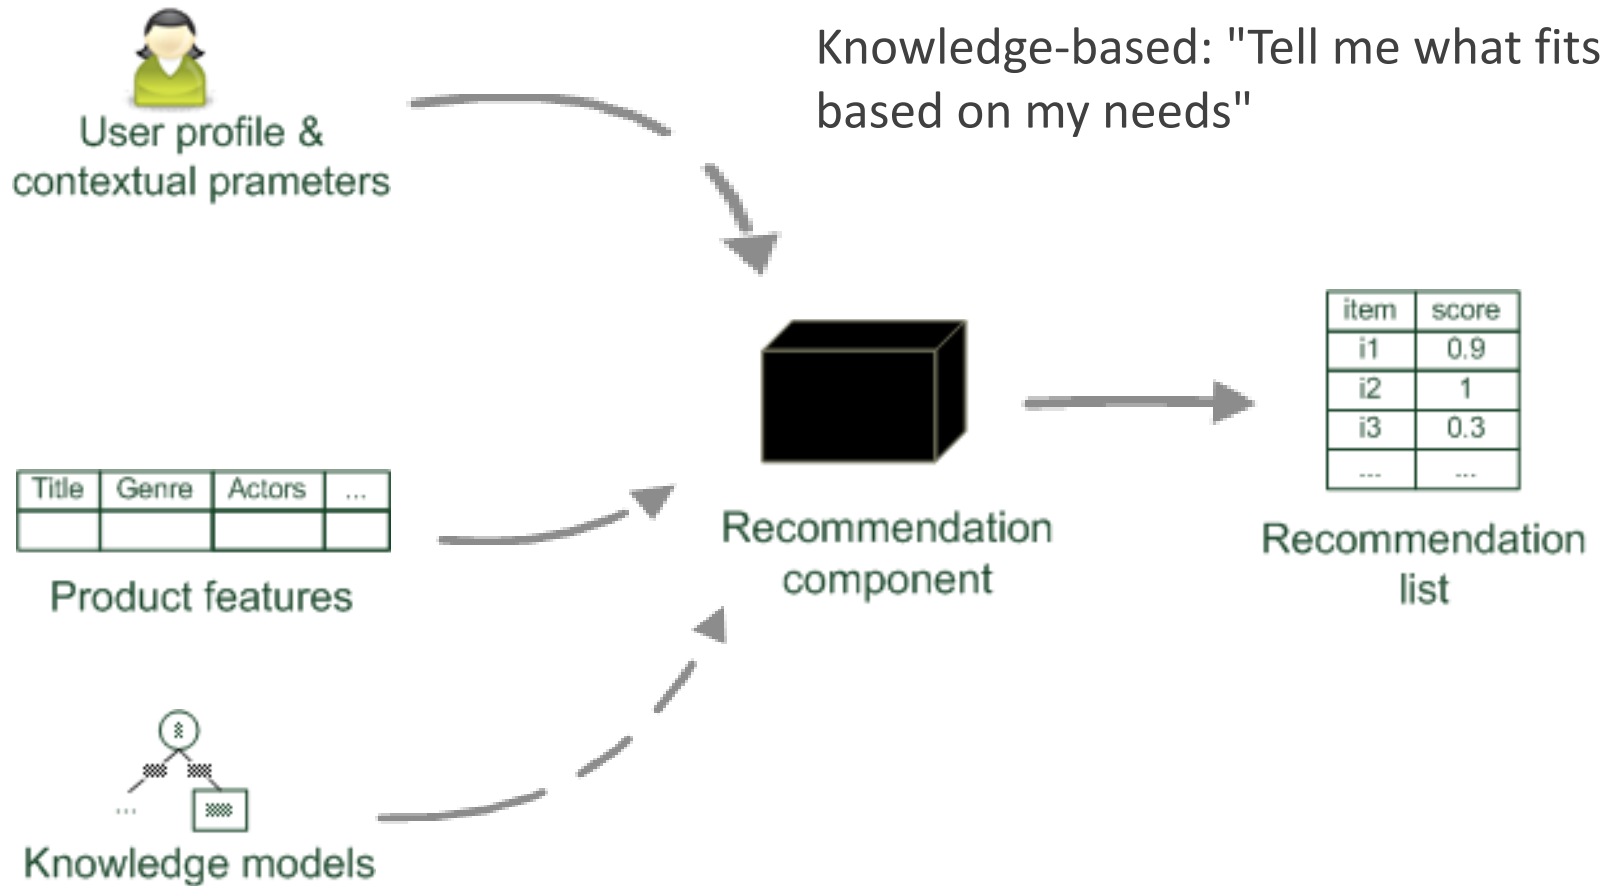 Knowledge-based: "Tell me what fits
based on my needs"
User profile &
contextual prameters
item score
i1 0.9
i2 1
i3 0.3
... ...
Title Genre Actors ...
Product features
Recommendation
component
Recommendation
list
...
Knowledge models